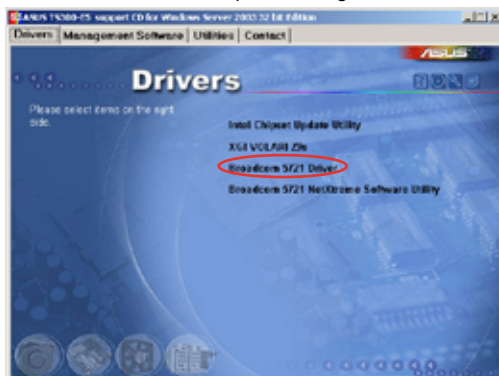 ASUS TS300-E5 support CD for Windows Server 2003 32 bit Edition
Drivers Management Software Utilities Contact
ASUS
Drivers
Please select items on the right
side.
Intel Chipset Update Utility
XGI VOLARI Z9s
Broadcom 5721 Driver
Broadcom 5721 NetXtreme Software Utility